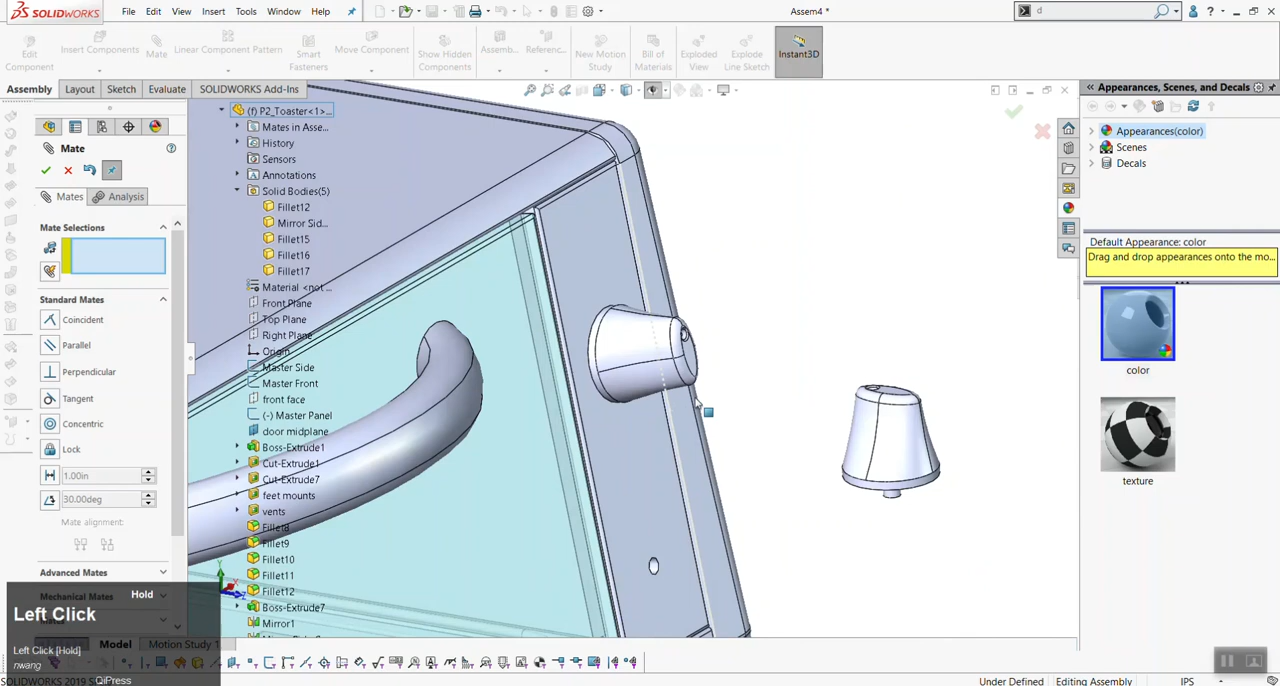 SOLIDWORKS File Edit View Insert Tools Window Help Assem4 * d ?
Edit Component
Insert Components
Mate
Linear Component Pattern
Smart Fasteners
Move Component
Show Hidden Components
Assemb...
Referenc...
New Motion Study
Bill of Materials
Exploded View
Explode Line Sketch
Instant3D
Assembly Layout Sketch Evaluate SOLIDWORKS Add-Ins
Appearances, Scenes, and Decals
Appearances(color)
Scenes
Decals
Default Appearance: color
Drag and drop appearances onto the mo...
color
texture
Mate
Mates Analysis
Mate Selections
Standard Mates
Coincident
Parallel
Perpendicular
Tangent
Concentric
Lock
1.00in
30.00deg
Mate alignment:
Advanced Mates
Mechanical Mates
(f) P2_Toaster<1>...
Mates in Asse...
History
Sensors
Annotations
Solid Bodies(5)
Fillet12
Mirror Sid...
Fillet15
Fillet16
Fillet17
Material <not ...
Front Plane
Top Plane
Right Plane
Origin
Master Side
Master Front
front face
(-) Master Panel
door midplane
Boss-Extrude1
Cut-Extrude1
Cut-Extrude7
feet mounts
vents
Fillet8
Fillet9
Fillet10
Fillet11
Fillet12
Boss-Extrude7
Mirror1
Hold
Left Click
Left Click [Hold]
nwang
QiPress
Model Motion Study 1
SOLIDWORKS 2019 Under Defined Editing Assembly IPS